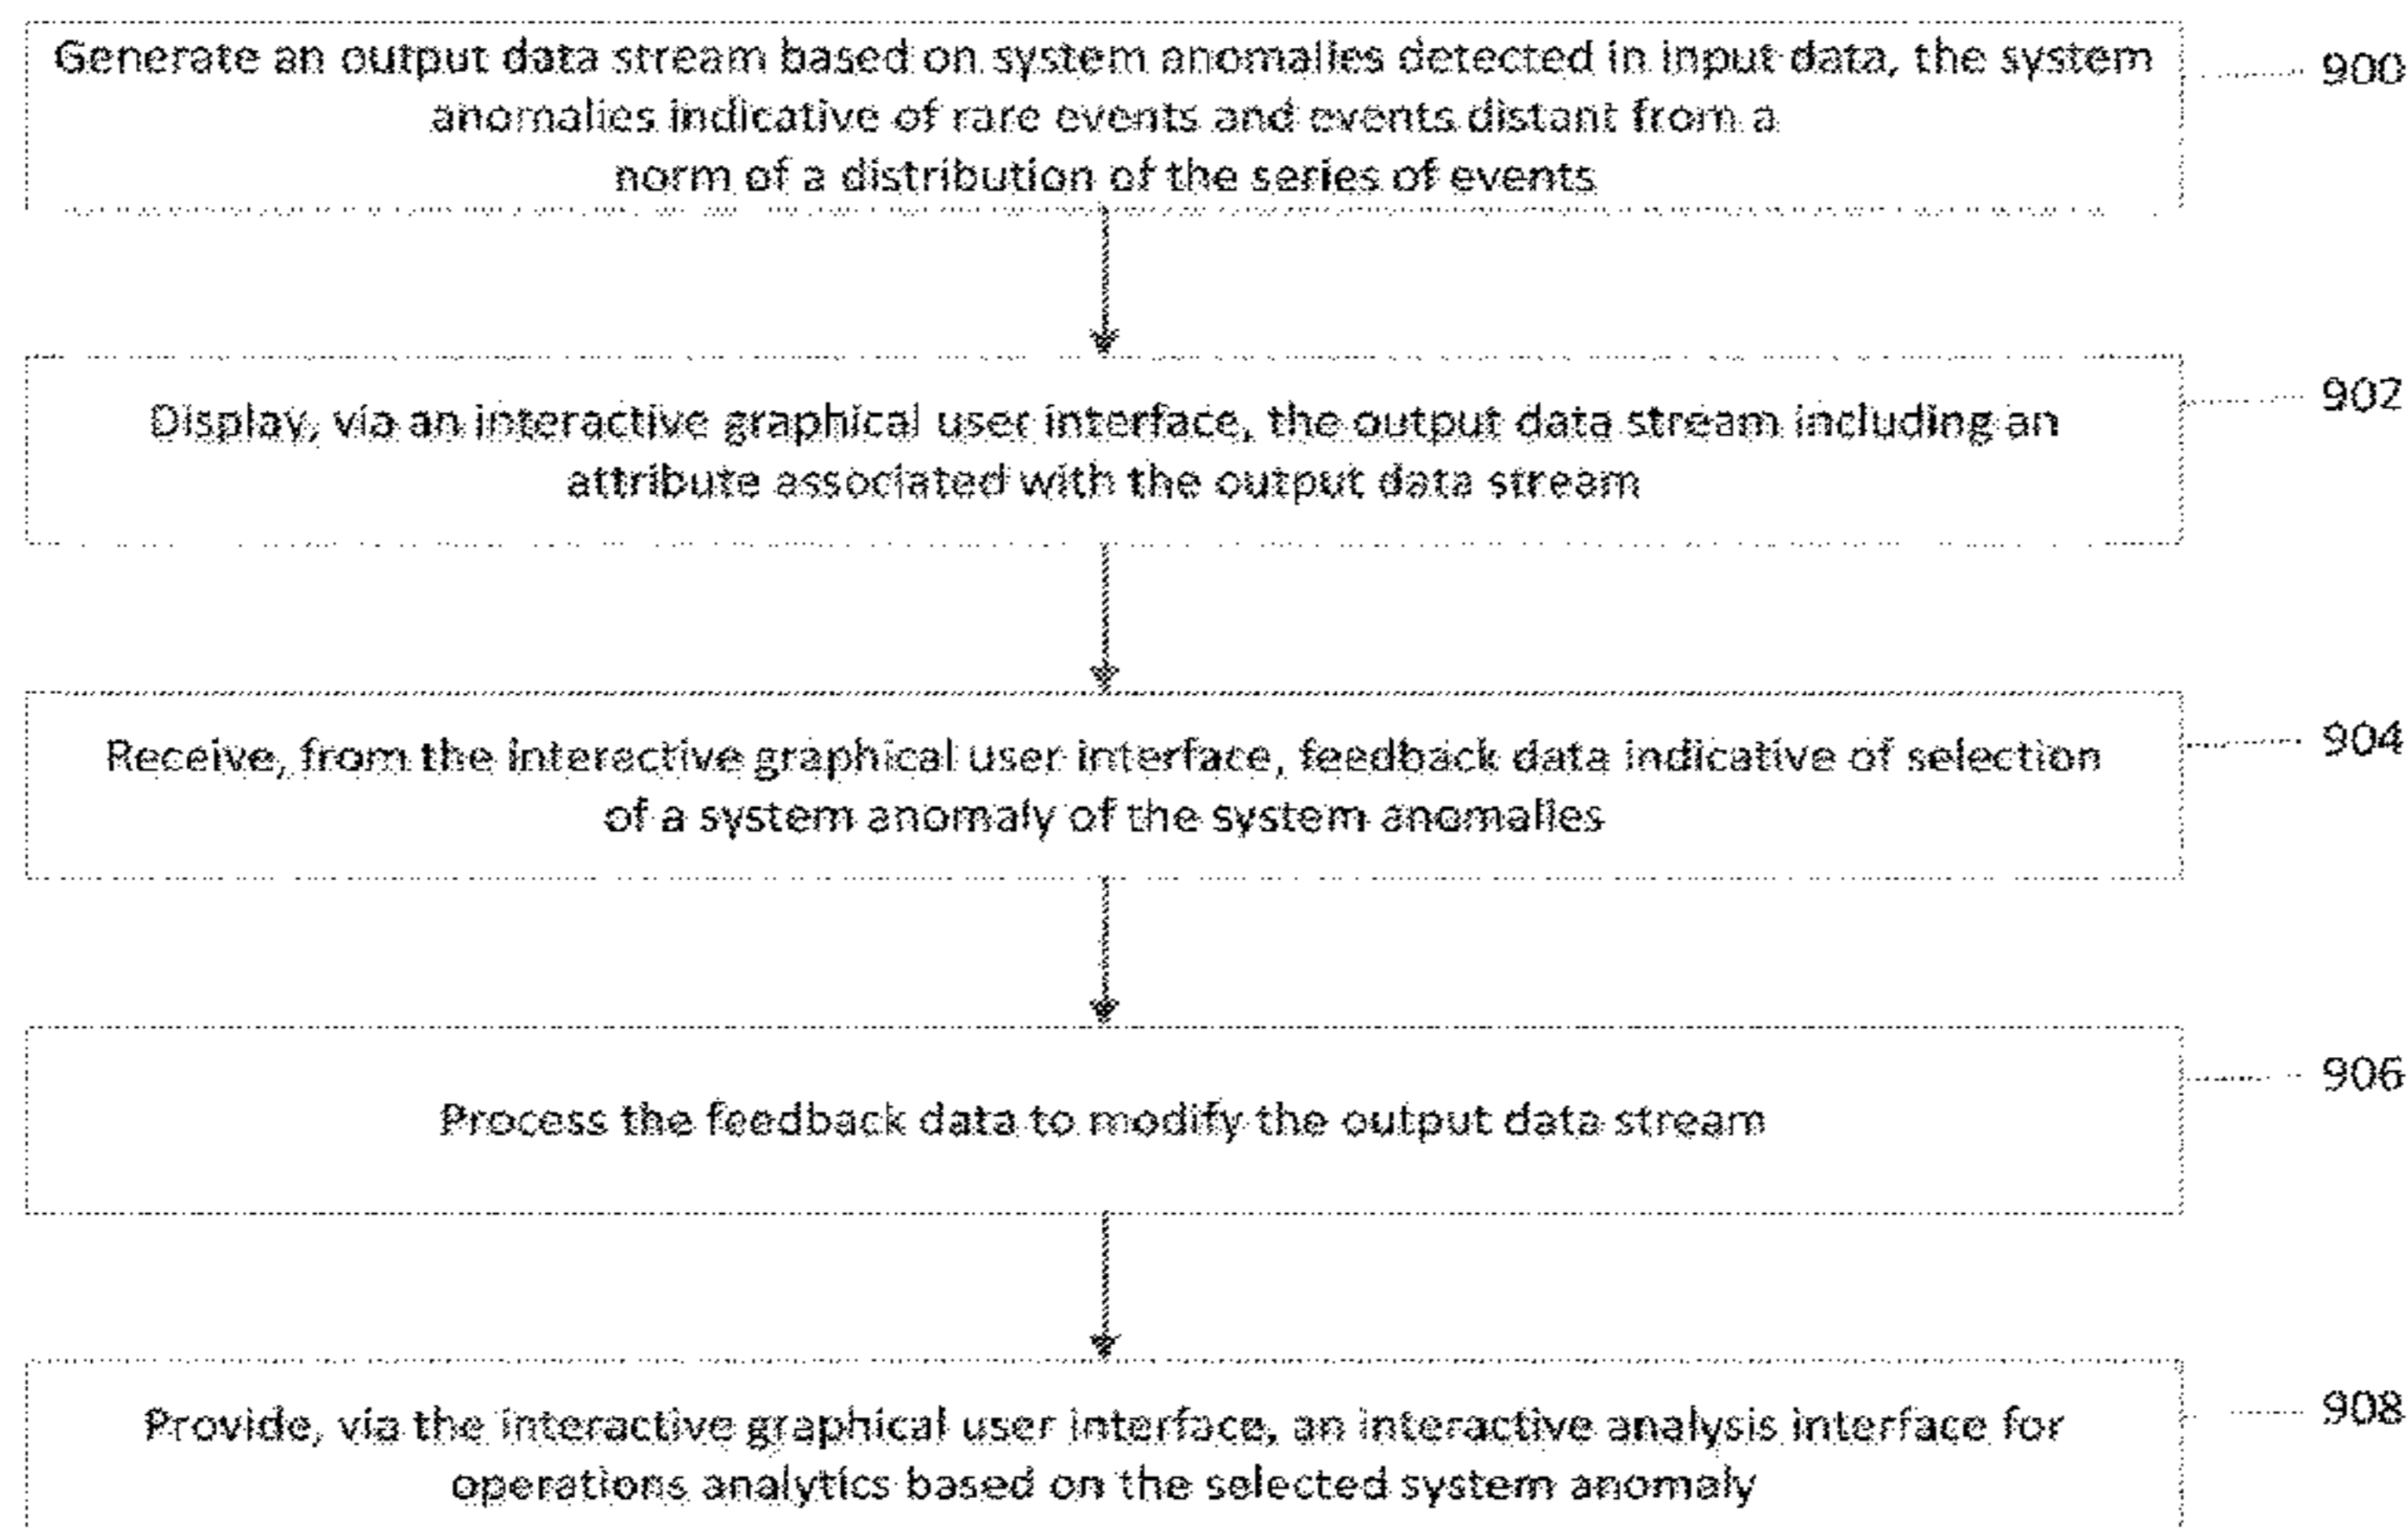 Generate an output data stream based on system anomalies detected in input data, the system
900
anomalies indicative of rare events and events distant from a
norm of a distribution of the series of events
Display, via an interactive graphical user interface, the output data stream including an
902
attribute associated with the output data stream
Receive, from the interactive graphical user interface, feedback data indicative of selection
904
of a system anomaly of the system anomalies
Process the feedback data to modify the output data stream
906
Provide, via the interactive graphical user interface, an interactive analysis interface for
908
operations analytics based on the selected system anomaly